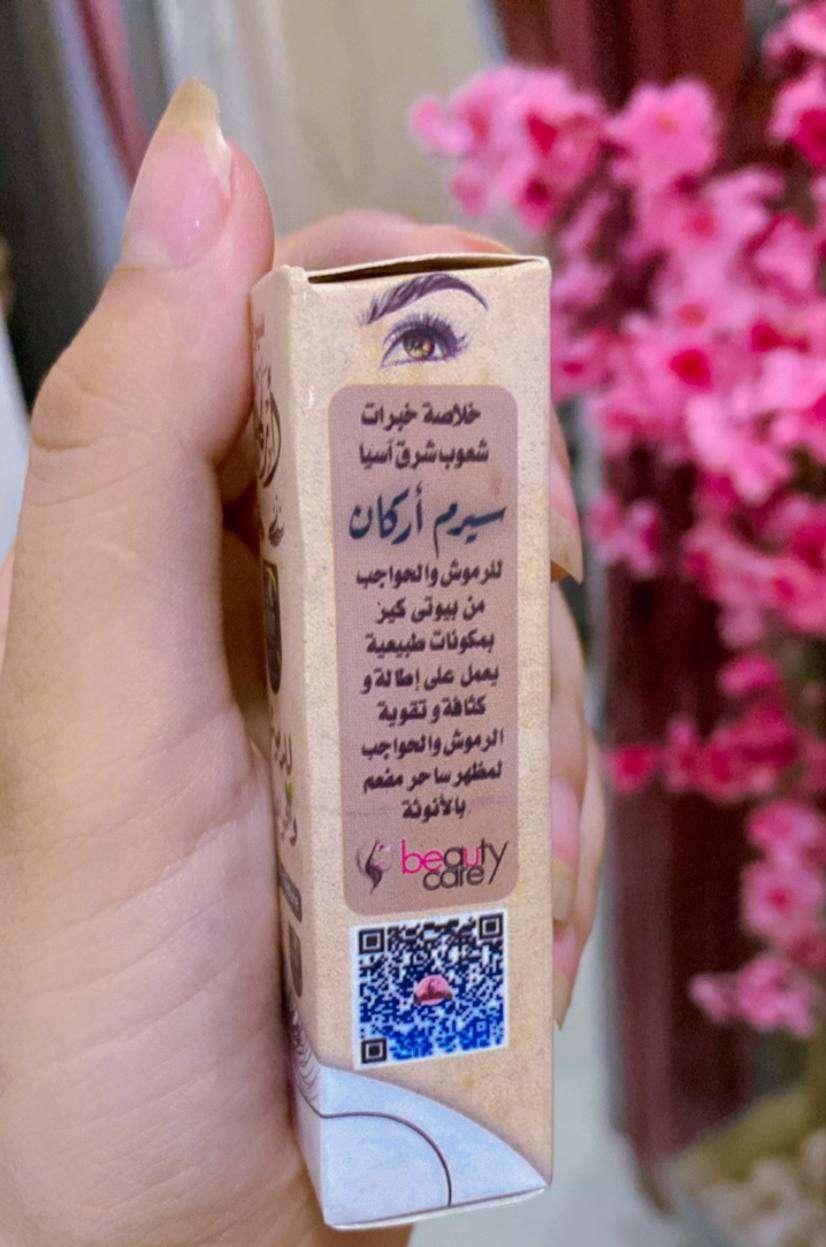 خلاصة خبرات
شعوب شرق آسيا
سيرم أركان
للرموش والحواجب
من بيوتى كير
بمكونات طبيعية
يعمل على إطالة و
كثافة و تقوية
الرموش والحواجب
لمظهر ساحر مفعم
بالأنوثة
beauty
care